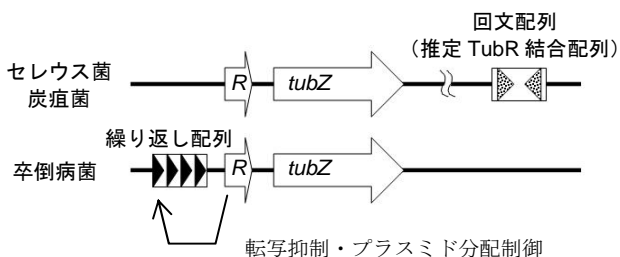 回文配列
(推定 TubR 結合配列)
セレウス菌
炭疽菌
R
tubZ
繰り返し配列
卒倒病菌
R
tubZ
転写抑制・プラスミド分配制御